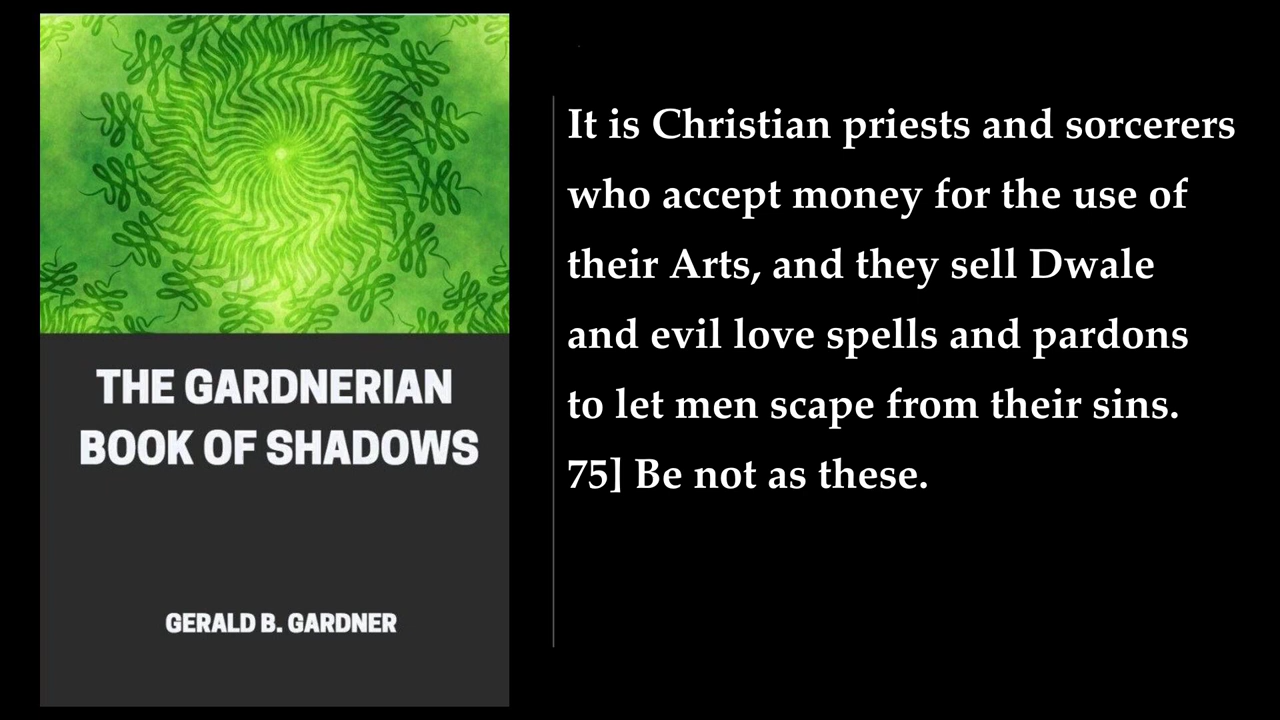 THE GARDNERIAN
BOOK OF SHADOWS
GERALD B. GARDNER
It is Christian priests and sorcerers
who accept money for the use of
their Arts, and they sell Dwale
and evil love spells and pardons
to let men scape from their sins.
75] Be not as these.